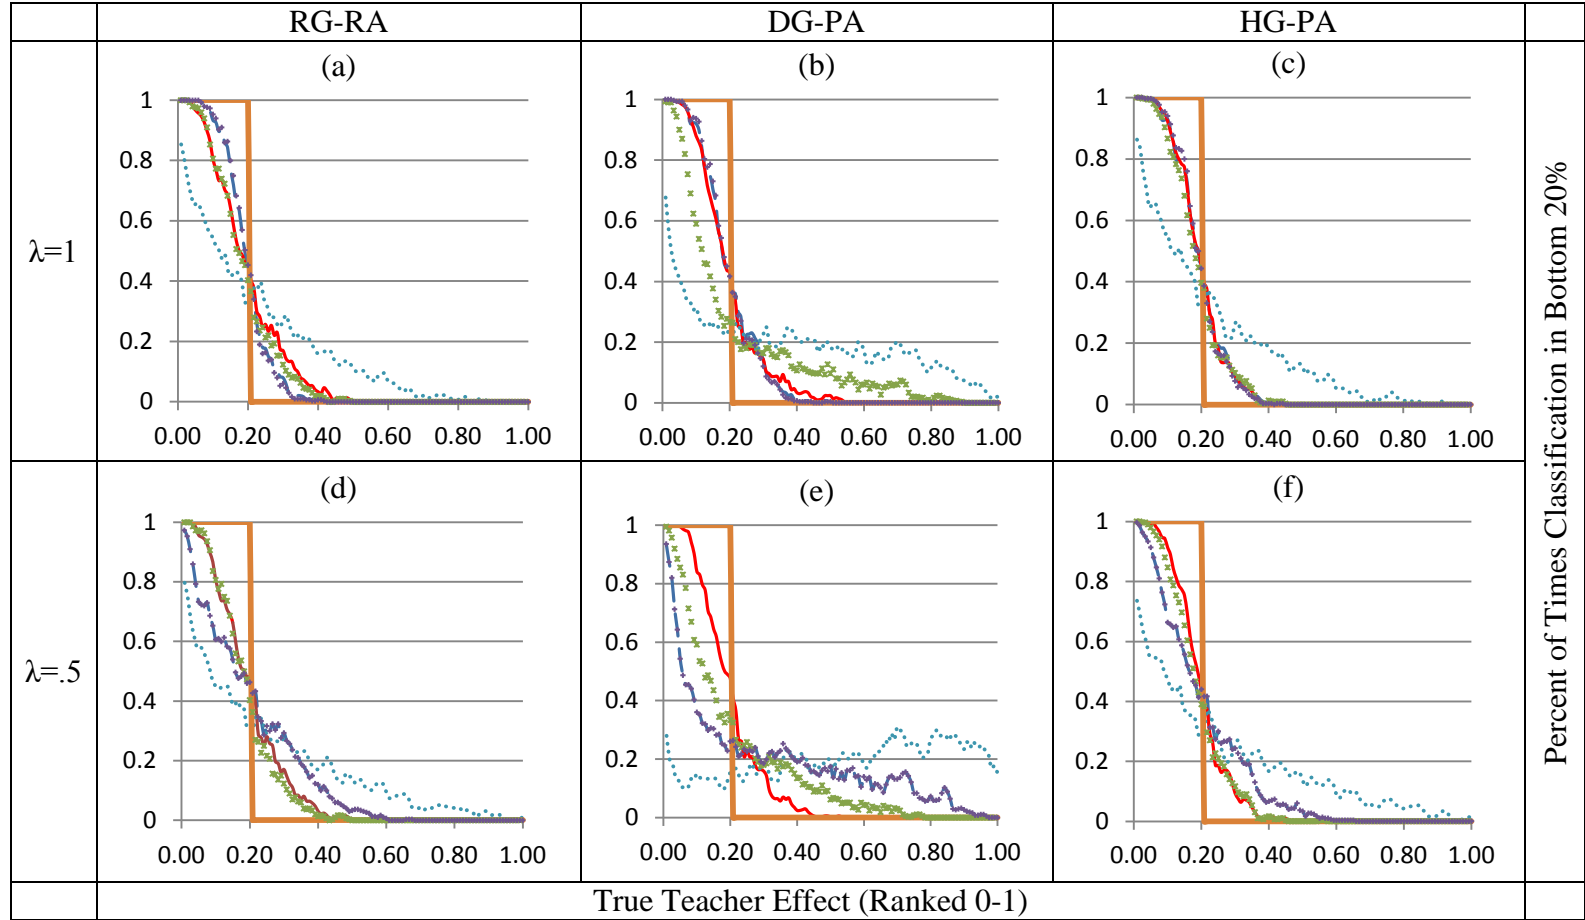 RG-RA DG-PA HG-PA
λ=1
(a)
1
0.8
0.6
0.4
0.2
0
0.00 0.20 0.40 0.60 0.80 1.00
(b)
1
0.8
0.6
0.4
0.2
0
0.00 0.20 0.40 0.60 0.80 1.00
(c)
1
0.8
0.6
0.4
0.2
0
0.00 0.20 0.40 0.60 0.80 1.00
λ=.5
(d)
1
0.8
0.6
0.4
0.2
0
0.00 0.20 0.40 0.60 0.80 1.00
(e)
1
0.8
0.6
0.4
0.2
0
0.00 0.20 0.40 0.60 0.80 1.00
(f)
1
0.8
0.6
0.4
0.2
0
0.00 0.20 0.40 0.60 0.80 1.00
Percent of Times Classification in Bottom 20%
True Teacher Effect (Ranked 0-1)